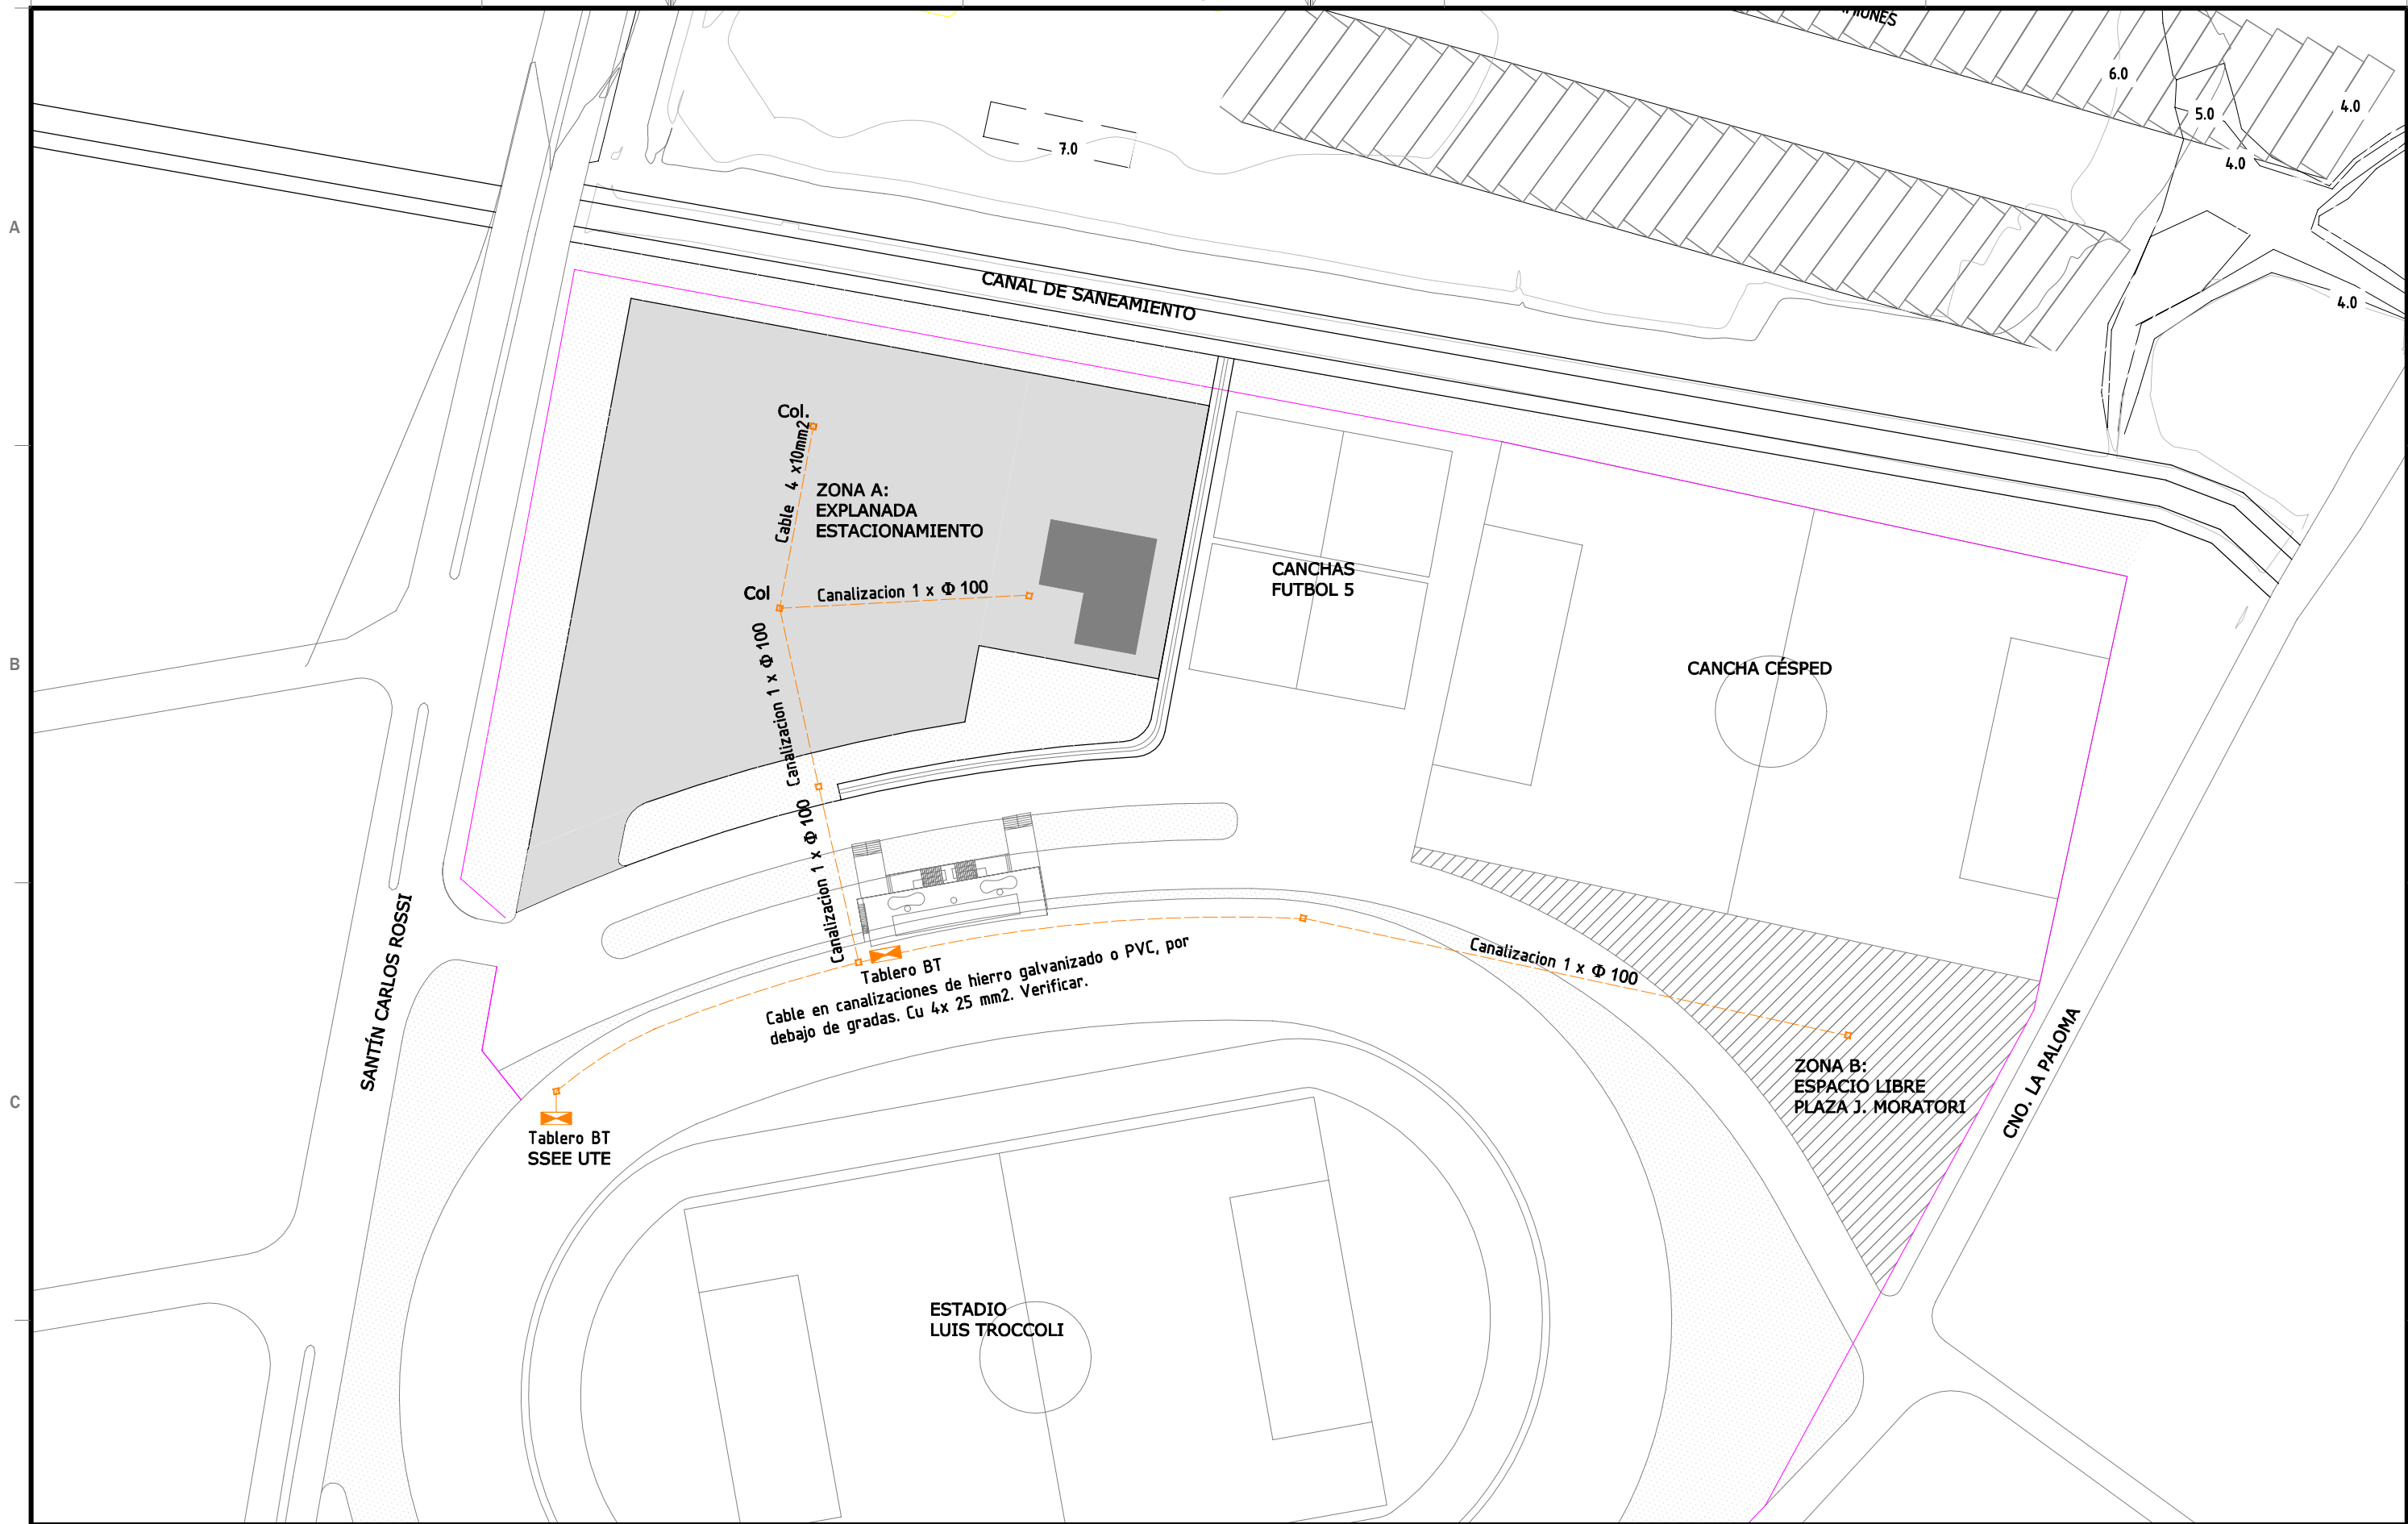 6.0
5.0
4.0
4.0
7.0
A
CANAL DE SANEAMIENTO
4.0
Col.
Cable 4 x10mm2
ZONA A:
EXPLANADA
ESTACIONAMIENTO
CANCHAS
FUTBOL 5
Col
Canalizacion 1 x Φ 100
B
CANCHA CÉSPED
Canalizacion 1 x Φ 100
Canalizacion 1 x Φ 100
SANTÍN CARLOS ROSSI
Tablero BT
Cable en canalizaciones de hierro galvanizado o PVC, por
debajo de gradas. Cu 4x 25 mm2. Verificar.
Canalizacion 1 x Φ 100
ZONA B:
ESPACIO LIBRE
PLAZA J. MORATORI
CNO. LA PALOMA
C
Tablero BT
SSEE UTE
ESTADIO
LUIS TROCCOLI